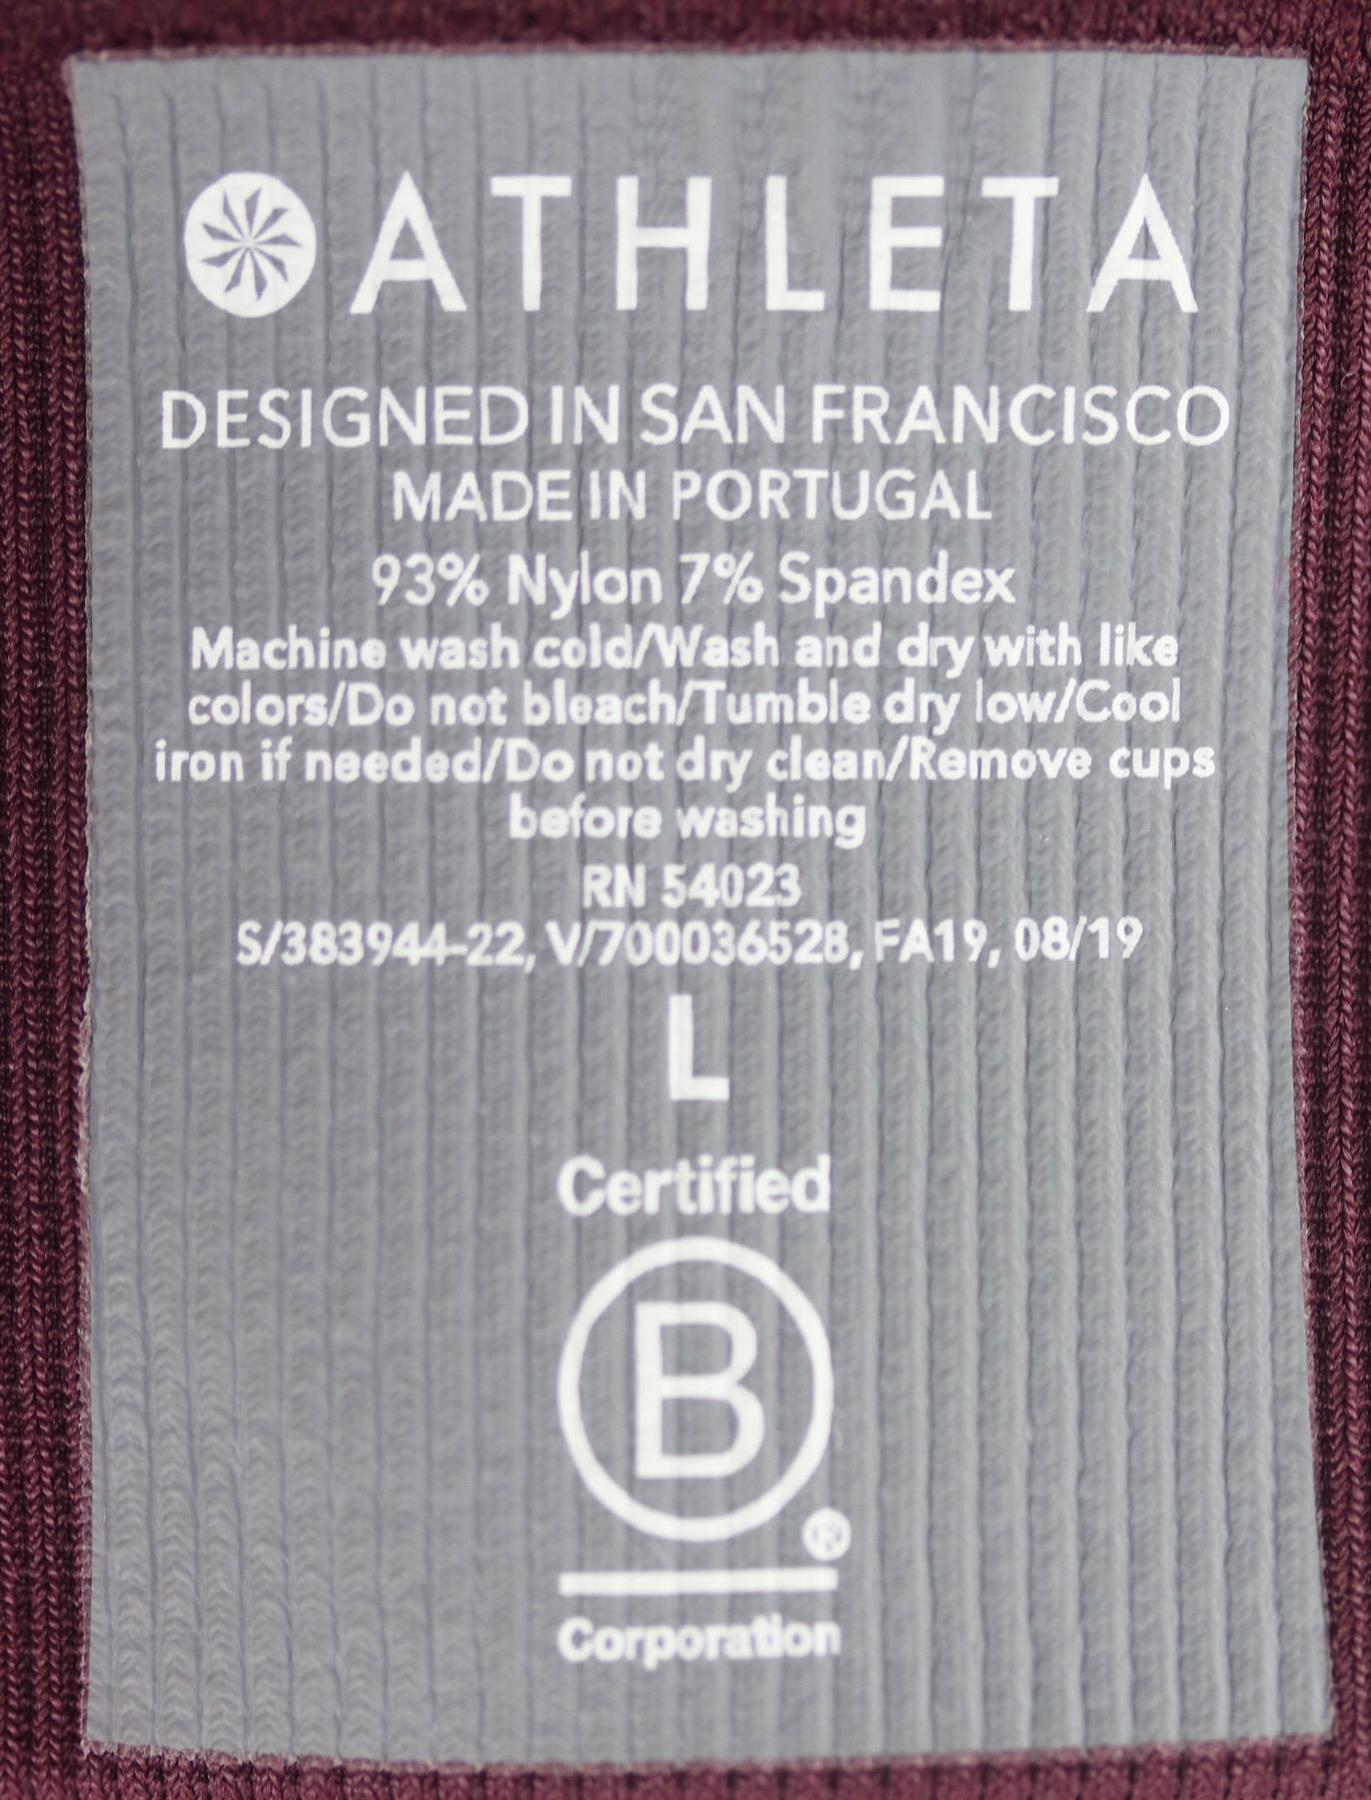 ATHLETA
DESIGNED IN SAN FRANCISCO
MADE IN PORTUGAL
93% Nylon 7% Spandex
Machine wash cold/Wash and dry with like
colors/Do not bleach/Tumble dry low/Cool
iron if needed/Do not dry clean/Remove cups
before washing
RN 54023
S/383944-22, V/700036528, FA19, 08/19
L
Certified
B
®
Corporation